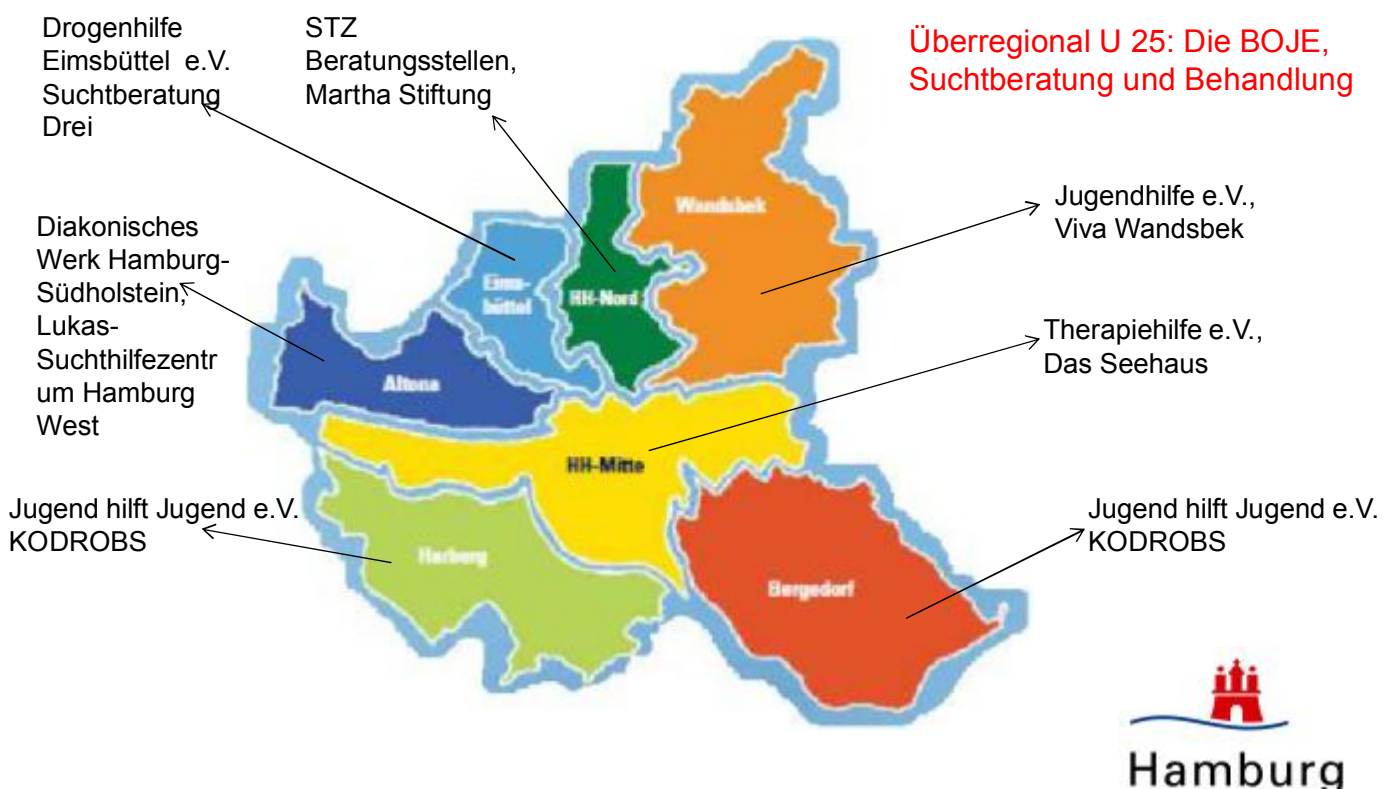 Drogenhilfe
Eimsbüttel e.V.
Suchtberatung
Drei
STZ
Beratungsstellen,
Martha Stiftung
Überregional U 25: Die BOJE,
Suchtberatung und Behandlung
Diakonisches
Werk Hamburg-
Südholstein,
Lukas-
Suchthilfezentr
um Hamburg
West
Jugendhilfe e.V.,
Viva Wandsbek
Therapiehilfe e.V.,
Das Seehaus
Wandsbek
Eims-
büttel
HH-Nord
Altona
HH-Mitte
Jugend hilft Jugend e.V.
KODROBS
Harburg
Bergedorf
Jugend hilft Jugend e.V.
KODROBS
Hamburg